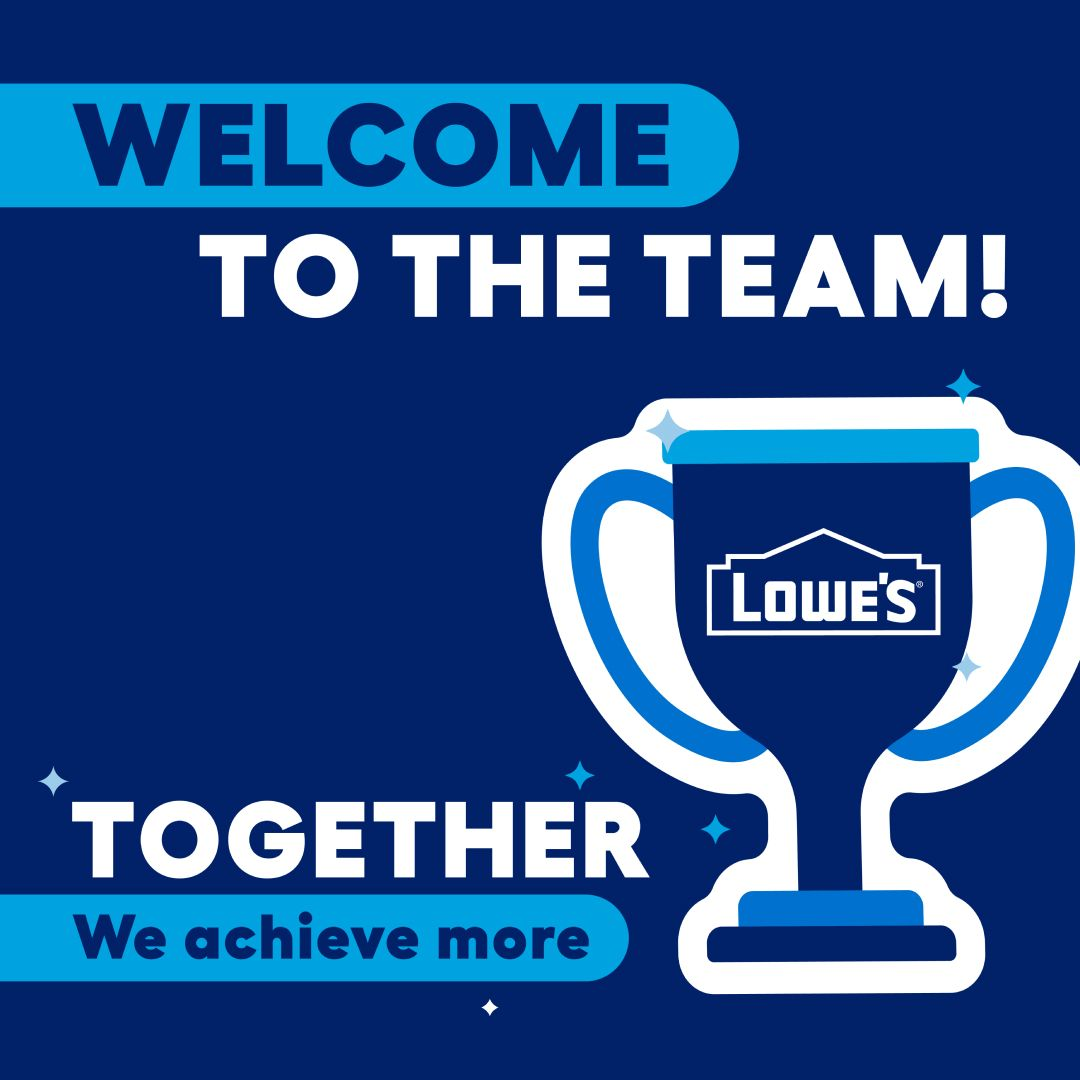 WELCOME
TO THE TEAM!
LOWE'S®
TOGETHER
We achieve more